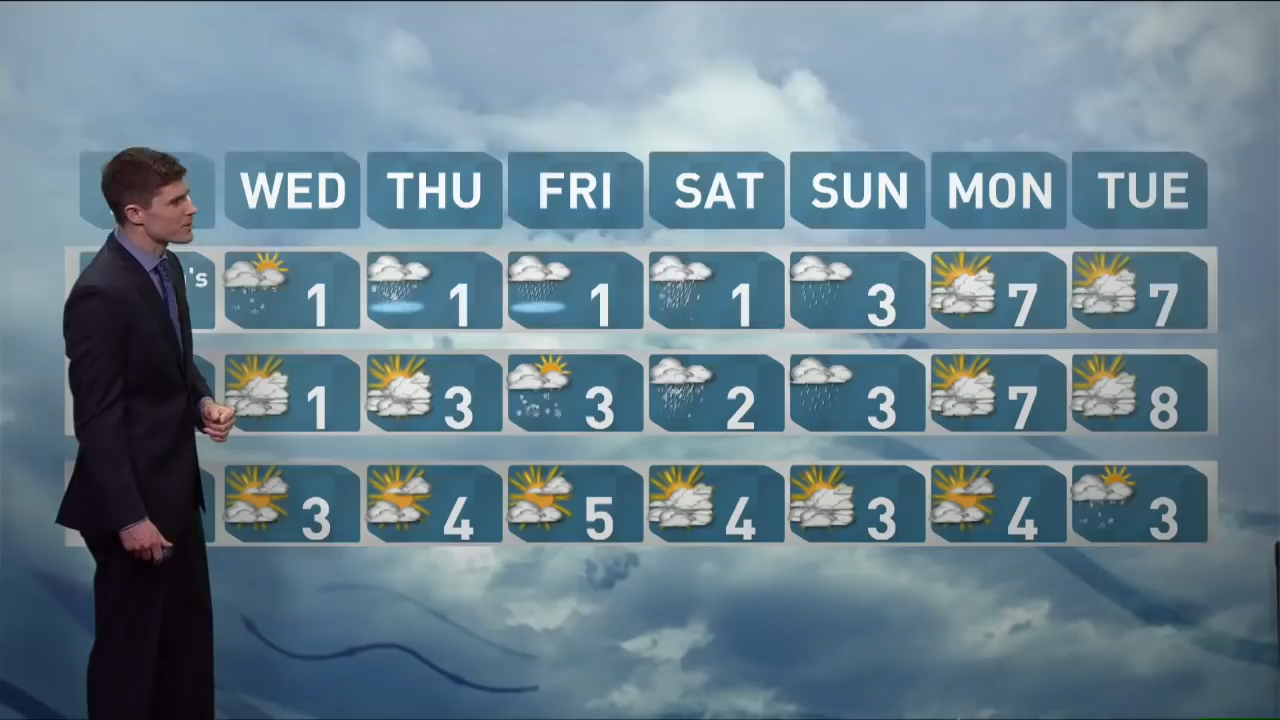 WED THU FRI SAT SUN MON TUE
's 1 1 1 1 3 7 7
1 3 3 2 3 7 8
3 4 5 4 3 4 3